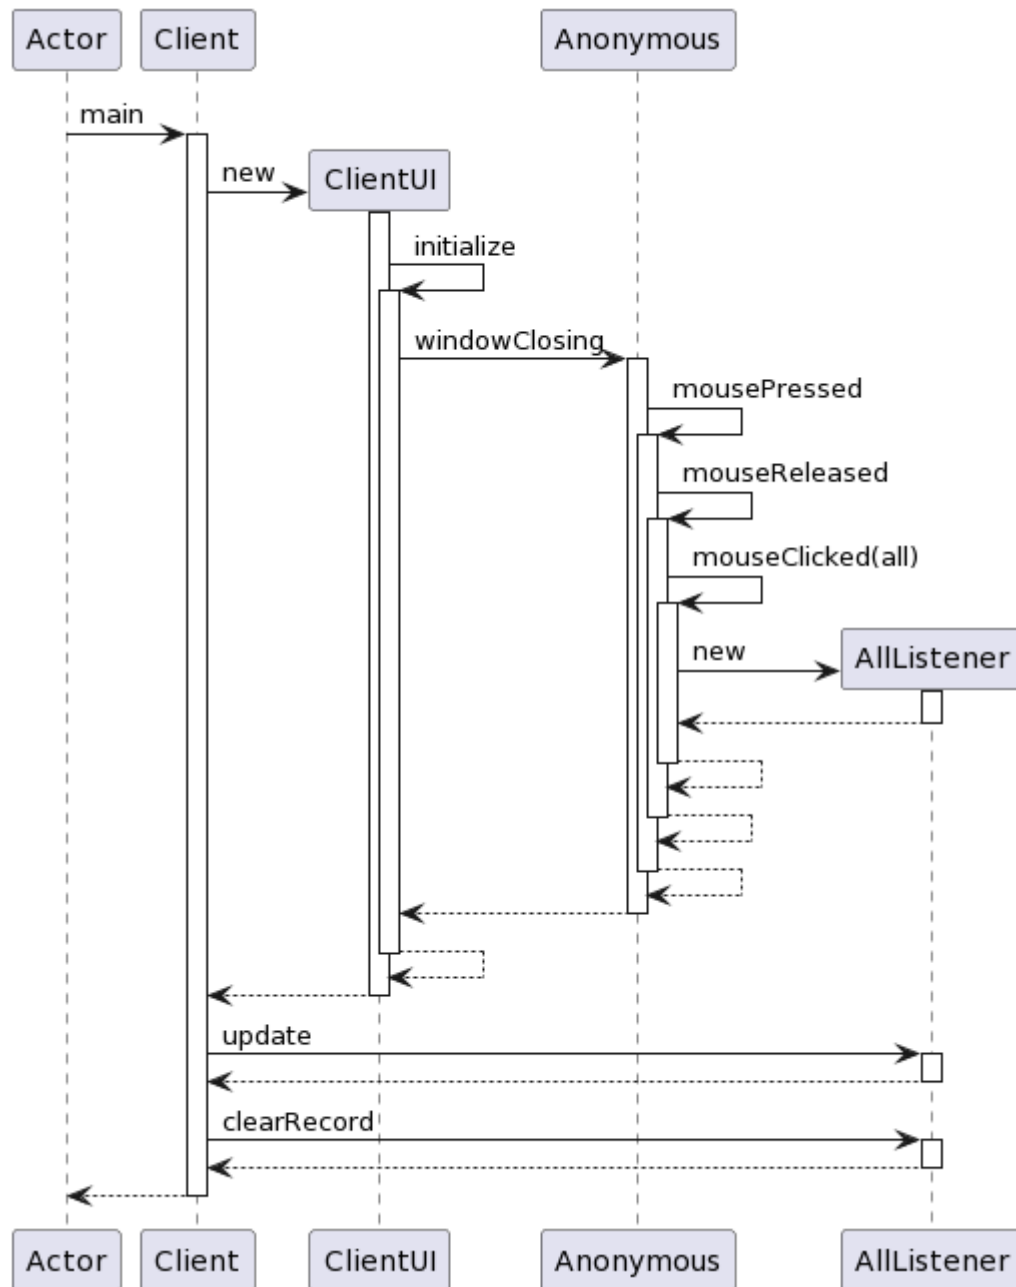 Actor
Client
Anonymous
main
new
ClientUI
initialize
windowClosing
mousePressed
mouseReleased
mouseClicked(all)
new
AllListener
update
clearRecord
Actor
Client
ClientUI
Anonymous
AllListener